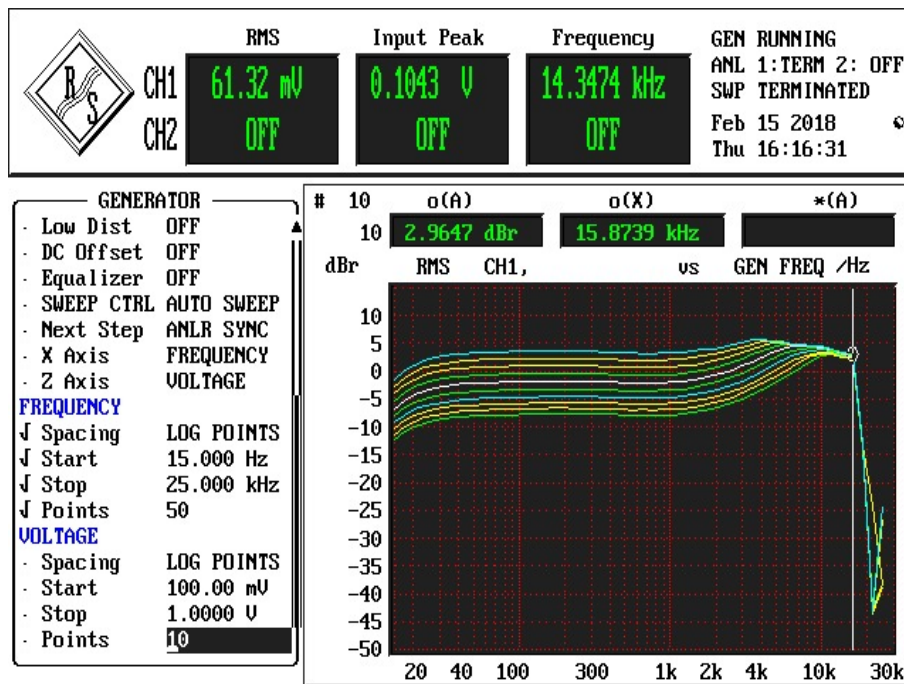 RMS Input Peak Frequency
GEN RUNNING
ANL 1:TERM 2: OFF
SWP TERMINATED
Feb 15 2018
Thu 16:16:31
R
S
CH1 61.32 mV 0.1043 V 14.3474 kHz
CH2 OFF OFF OFF
GENERATOR
· Low Dist OFF
· DC Offset OFF
· Equalizer OFF
· SWEEP CTRL AUTO SWEEP
· Next Step ANLR SYNC
· X Axis FREQUENCY
· Z Axis VOLTAGE
FREQUENCY
√ Spacing LOG POINTS
√ Start 15.000 Hz
√ Stop 25.000 kHz
√ Points 50
VOLTAGE
· Spacing LOG POINTS
· Start 100.00 mV
· Stop 1.0000 V
· Points 10
# 10 o(A) o(X) *(A)
10 2.9647 dBr 15.8739 kHz
dBr RMS CH1, vs GEN FREQ /Hz
10
5
0
-5
-10
-15
-20
-25
-30
-35
-40
-45
-50
20 40 100 300 1k 2k 4k 10k 30k